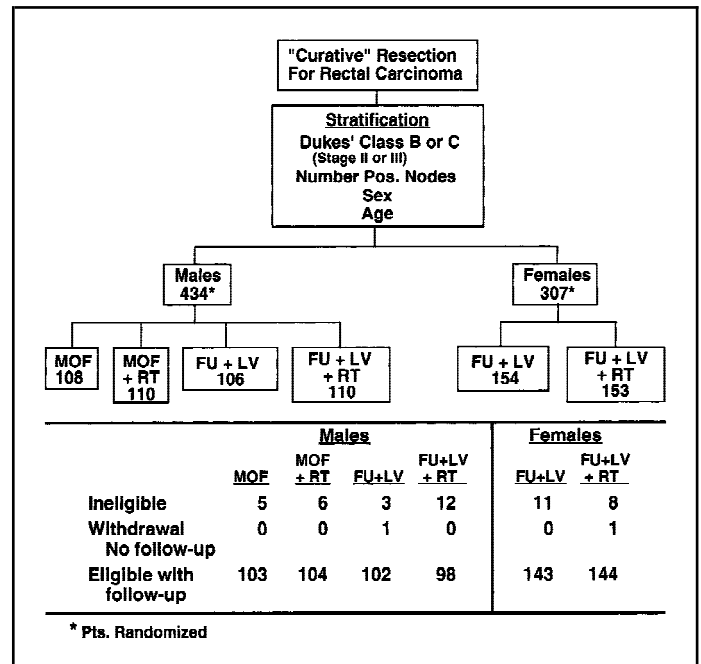 "Curative" Resection
For Rectal Carcinoma
Stratification
Dukes' Class B or C
(Stage II or III)
Number Pos. Nodes
Sex
Age
Males
434*
Females
307*
MOF
108
MOF
+ RT
110
FU + LV
106
FU + LV
+ RT
110
FU + LV
154
FU + LV
+ RT
153
Males Females
MOF FU+LV FU+LV
MOF + RT FU+LV + RT FU+LV + RT
Ineligible 5 6 3 12 11 8
Withdrawal 0 0 1 0 0 1
No follow-up
Eligible with 103 104 102 98 143 144
follow-up
* Pts. Randomized